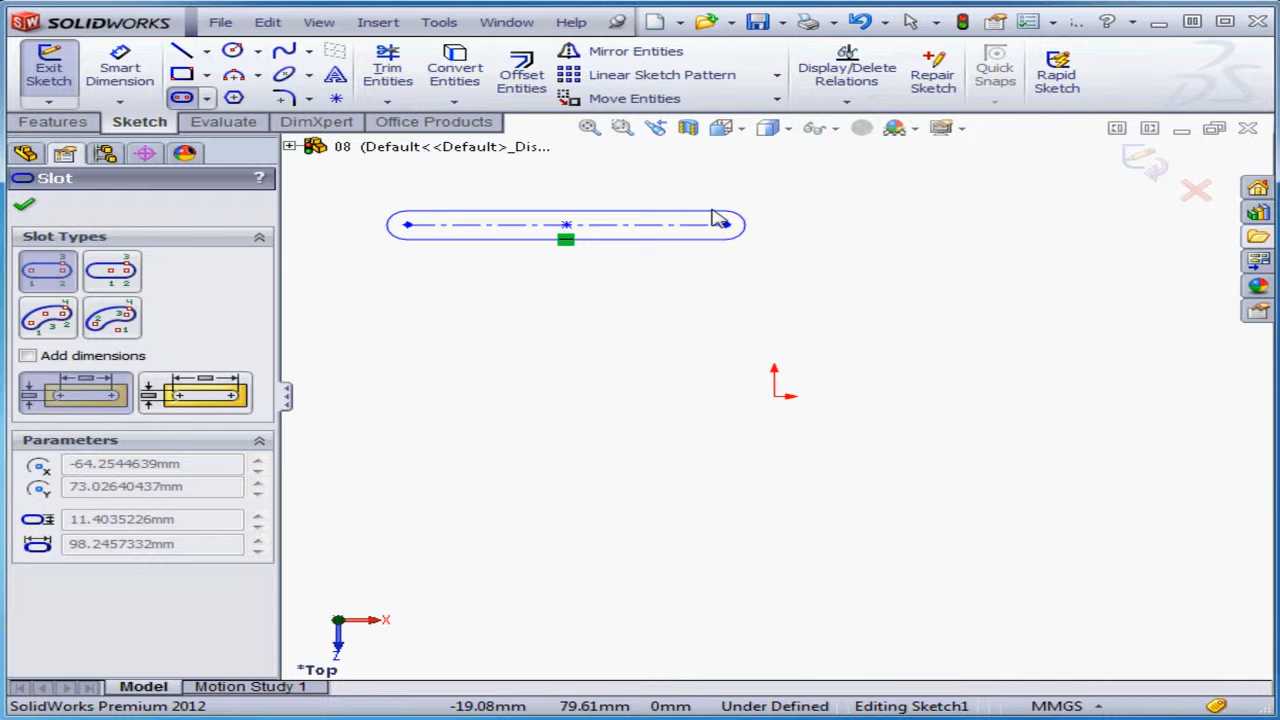 SW SOLIDWORKS File Edit View Insert Tools Window Help
Exit Sketch
Smart Dimension
Trim Entities
Convert Entities
Offset Entities
Mirror Entities
Linear Sketch Pattern
Move Entities
Display/Delete Relations
Repair Sketch
Quick Snaps
Rapid Sketch
Features Sketch Evaluate DimXpert Office Products
08 (Default<<Default>_Dis...
Slot ?
Slot Types
Add dimensions
Parameters
-64.2544639mm
73.02640437mm
11.4035226mm
98.2457332mm
X
Z
*Top
Model Motion Study 1
SolidWorks Premium 2012 -19.08mm 79.61mm 0mm Under Defined Editing Sketch1 MMGS